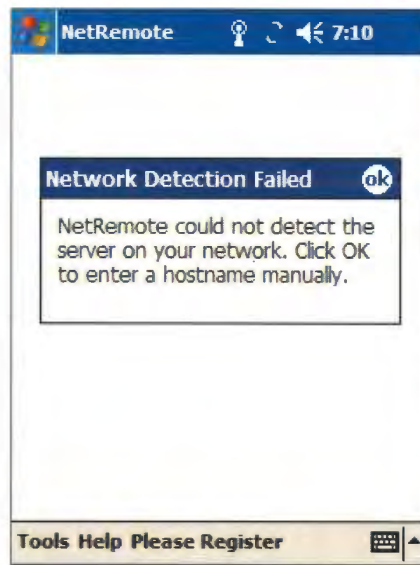 NetRemote 7:10
Network Detection Failed ok
NetRemote could not detect the
server on your network. Click OK
to enter a hostname manually.
Tools Help Please Register